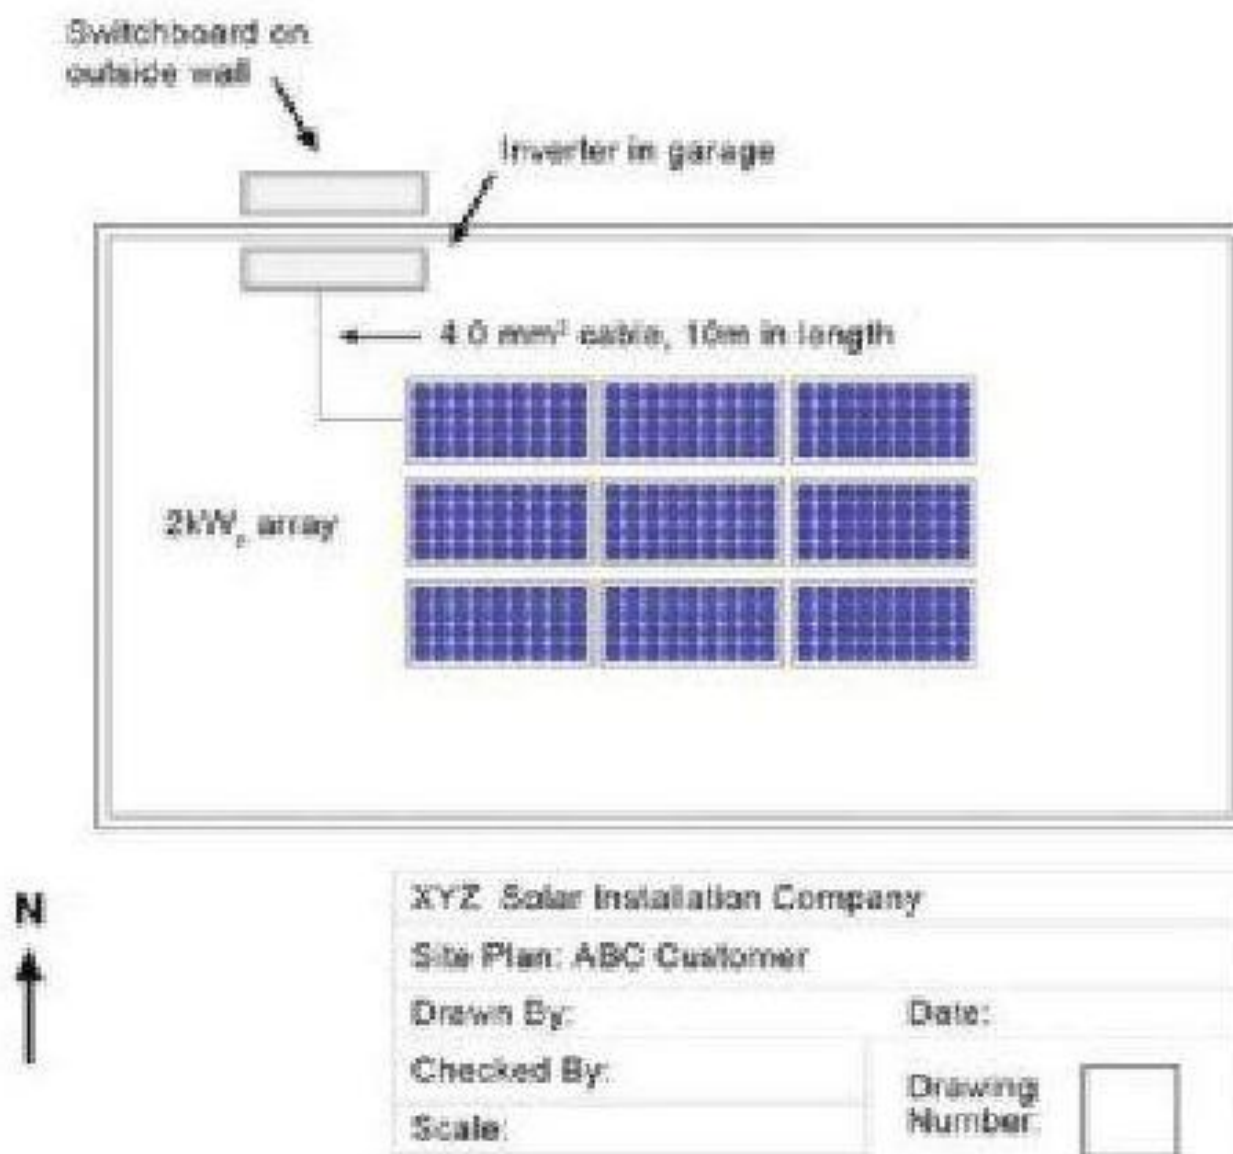 Switchboard on
outside wall
Inverter in garage
4.0 mm² cable, 10m in length
2kWp array
N
XYZ Solar Installation Company
Site Plan: ABC Customer
Drawn By:
Date:
Checked By:
Drawing
Number:
Scale: